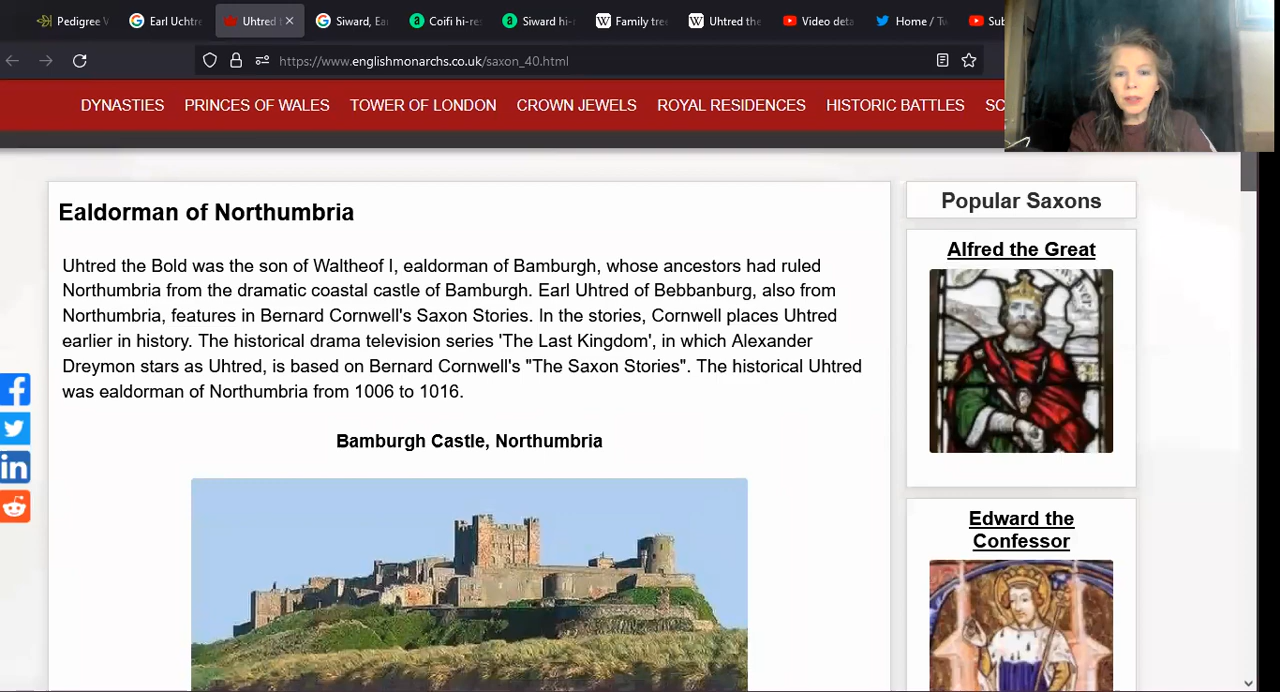 Pedigree V
Earl Uchtre
Uhtred t
Siward, Ea
Coifi hi-re
Siward hi-r
Family tree
Uhtred the
Video deta
Home / Tw
Sub
https://www.englishmonarchs.co.uk/saxon_40.html
DYNASTIES PRINCES OF WALES TOWER OF LONDON CROWN JEWELS ROYAL RESIDENCES HISTORIC BATTLES SC
Ealdorman of Northumbria
Uhtred the Bold was the son of Waltheof I, ealdorman of Bamburgh, whose ancestors had ruled
Northumbria from the dramatic coastal castle of Bamburgh. Earl Uhtred of Bebbanburg, also from
Northumbria, features in Bernard Cornwell's Saxon Stories. In the stories, Cornwell places Uhtred
earlier in history. The historical drama television series 'The Last Kingdom', in which Alexander
Dreymon stars as Uhtred, is based on Bernard Cornwell's "The Saxon Stories". The historical Uhtred
was ealdorman of Northumbria from 1006 to 1016.
Bamburgh Castle, Northumbria
Popular Saxons
Alfred the Great
Edward the
Confessor